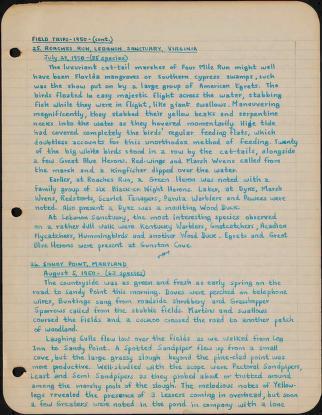 FIELD TRIPS - 1950 - (cont.)
25. ROACHES RUN, LEBANON SANCTUARY, VIRGINIA
July 29, 1950 - (55 species)
The luxuriant cat-tail marshes of Four Mile Run might well
have been Florida mangroves or Southern cypress swamps, such
was the show put on by a large group of American Egrets. The
birds floated in easy majestic flight across the water, stabbing
fish while they were in flight, like giant swallows. Maneuvering
magnificently, they stabbed their yellow beaks and serpentine
necks into the water as they hovered momentarily. High tide
had covered completely the birds' regular feeding flats, which
doubtless accounts for this unorthodox method of feeding. Twenty
of the big white birds stood in a row by the cat-tails, alongside
a few Great Blue Herons. Red-wings and Marsh Wrens called from
the marsh and a Kingfisher dipped over the water.
Earlier, at Roaches Run, a Green Heron was noted with a
family group of six Black-cr. Night Herons. Later, at Dyke, Marsh
Wrens, Redstarts, Scarlet Tanagers, Parula Warblers and Pewees were
noted. Also present at Dyke was a moulting Wood Duck.
At Lebanon Sanctuary, the most interesting species observed
on a rather dull walk were Kentucky Warblers, Gnatcatchers, Acadian
Flycatchers, Hummingbirds and another Wood Duck. Egrets and Great
Blue Herons were present at Gunston Cove.
26. SANDY POINT, MARYLAND
August 5, 1950 - (62 species)
The countryside was as green and fresh as early spring on the
road to Sandy Point this morning. Doves were perched on telephone
wires, Buntings sang from roadside shrubbery and Grasshopper
Sparrows called from the stubble fields. Martins and swallows
coursed the fields and a cuckoo crossed the road to another patch
of woodland.
Laughing Gulls flew low over the fields as we walked from Log
Inn to Sandy Point. A Spotted Sandpiper flew up from a small
cove, but the large grassy slough beyond the pine-clad point was
more productive. Well-studied with the scope were Pectoral Sandpipers,
Least and Semi. Sandpipers as they picked about or trotted around
among the marshy pools of the slough. The melodious notes of Yellow-
legs revealed the presence of 3 Lessers coming in overhead, but soon
a few Greaters were noted in the pond in company with a lone